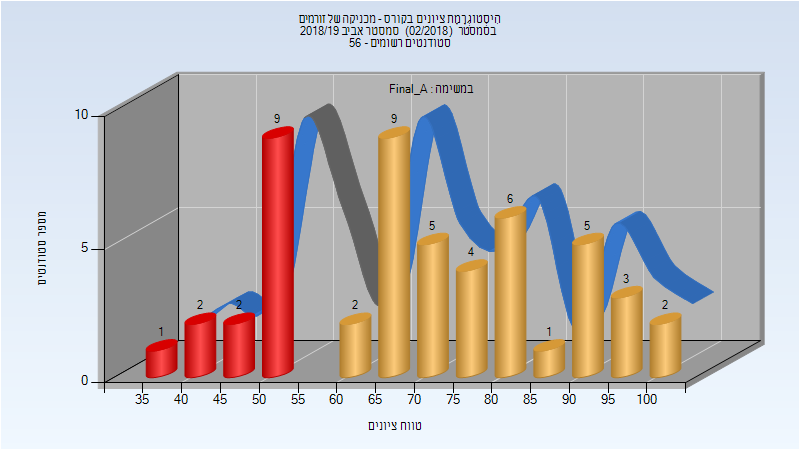 היסטוגרמת ציונים בקורס - מכניקה של זורמים
בסמסטר (02/2018) סמסטר אביב 2018/19
סטודנטים רשומים - 56
במשימה : Final_A
מספר סטודנטים
10
5
0
1
2
2
9
2
9
5
4
6
1
5
3
2
35 40 45 50 55 60 65 70 75 80 85 90 95 100
טווח ציונים